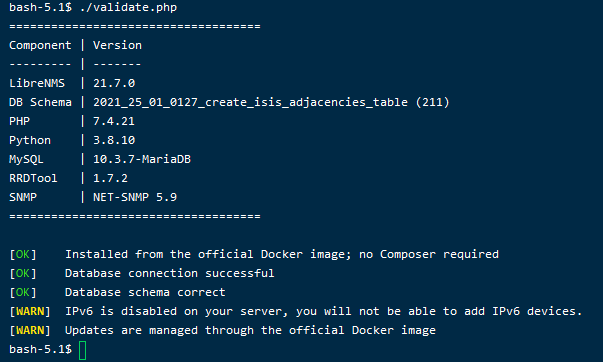 bash-5.1$ ./validate.php
====================================
Component | Version
--------- | -------
LibreNMS  | 21.7.0
DB Schema | 2021_25_01_0127_create_isis_adjacencies_table (211)
PHP       | 7.4.21
Python    | 3.8.10
MySQL     | 10.3.7-MariaDB
RRDTool   | 1.7.2
SNMP      | NET-SNMP 5.9
====================================
[OK]    Installed from the official Docker image; no Composer required
[OK]    Database connection successful
[OK]    Database schema correct
[WARN]  IPv6 is disabled on your server, you will not be able to add IPv6 devices.
[WARN]  Updates are managed through the official Docker image
bash-5.1$